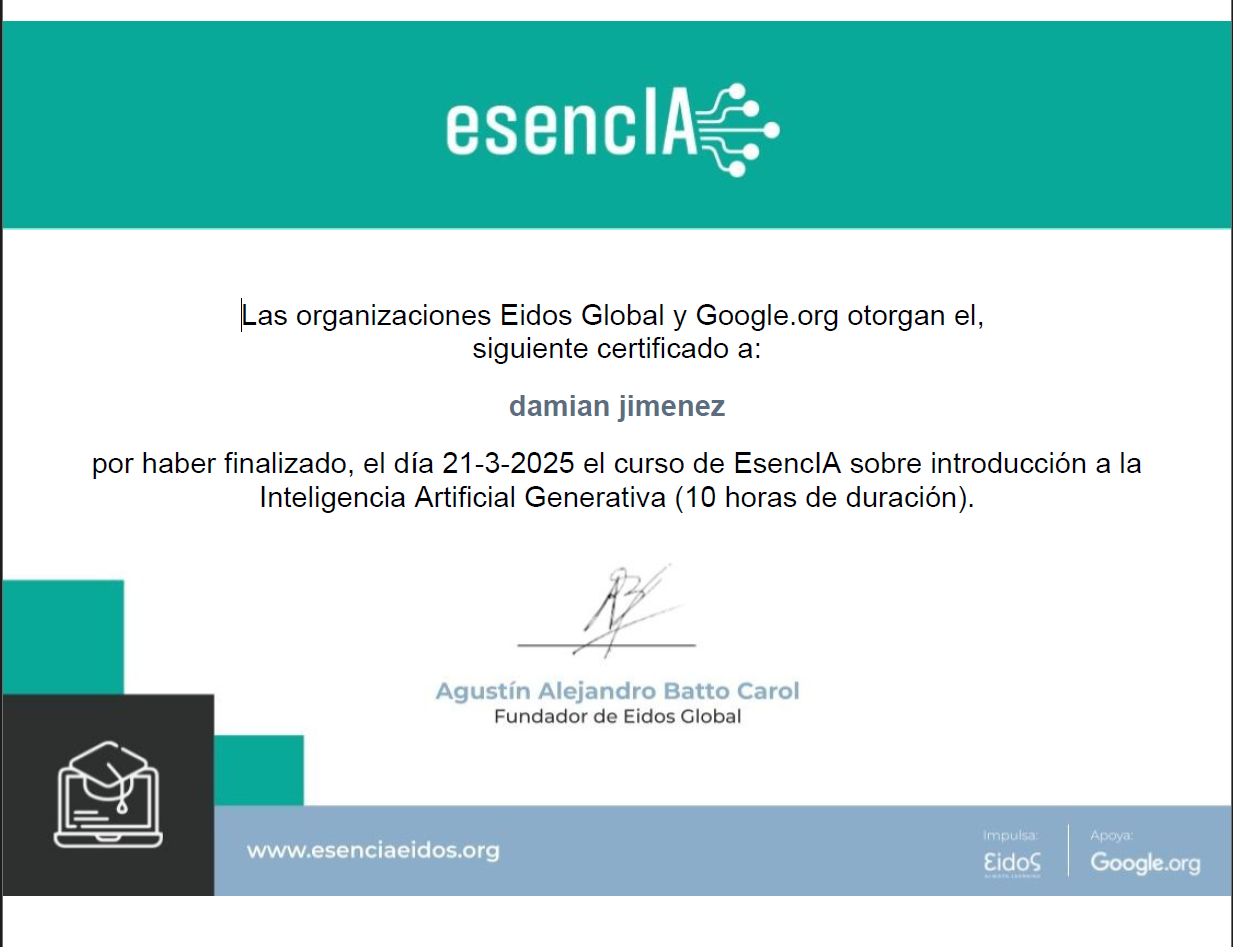 esencIA
Las organizaciones Eidos Global y Google.org otorgan el,
siguiente certificado a:
damian jimenez
por haber finalizado, el día 21-3-2025 el curso de EsencIA sobre introducción a la
Inteligencia Artificial Generativa (10 horas de duración).
Agustín Alejandro Batto Carol
Fundador de Eidos Global
www.esenciaeidos.org
Impulsa:
Eidos
Apoya:
Google.org